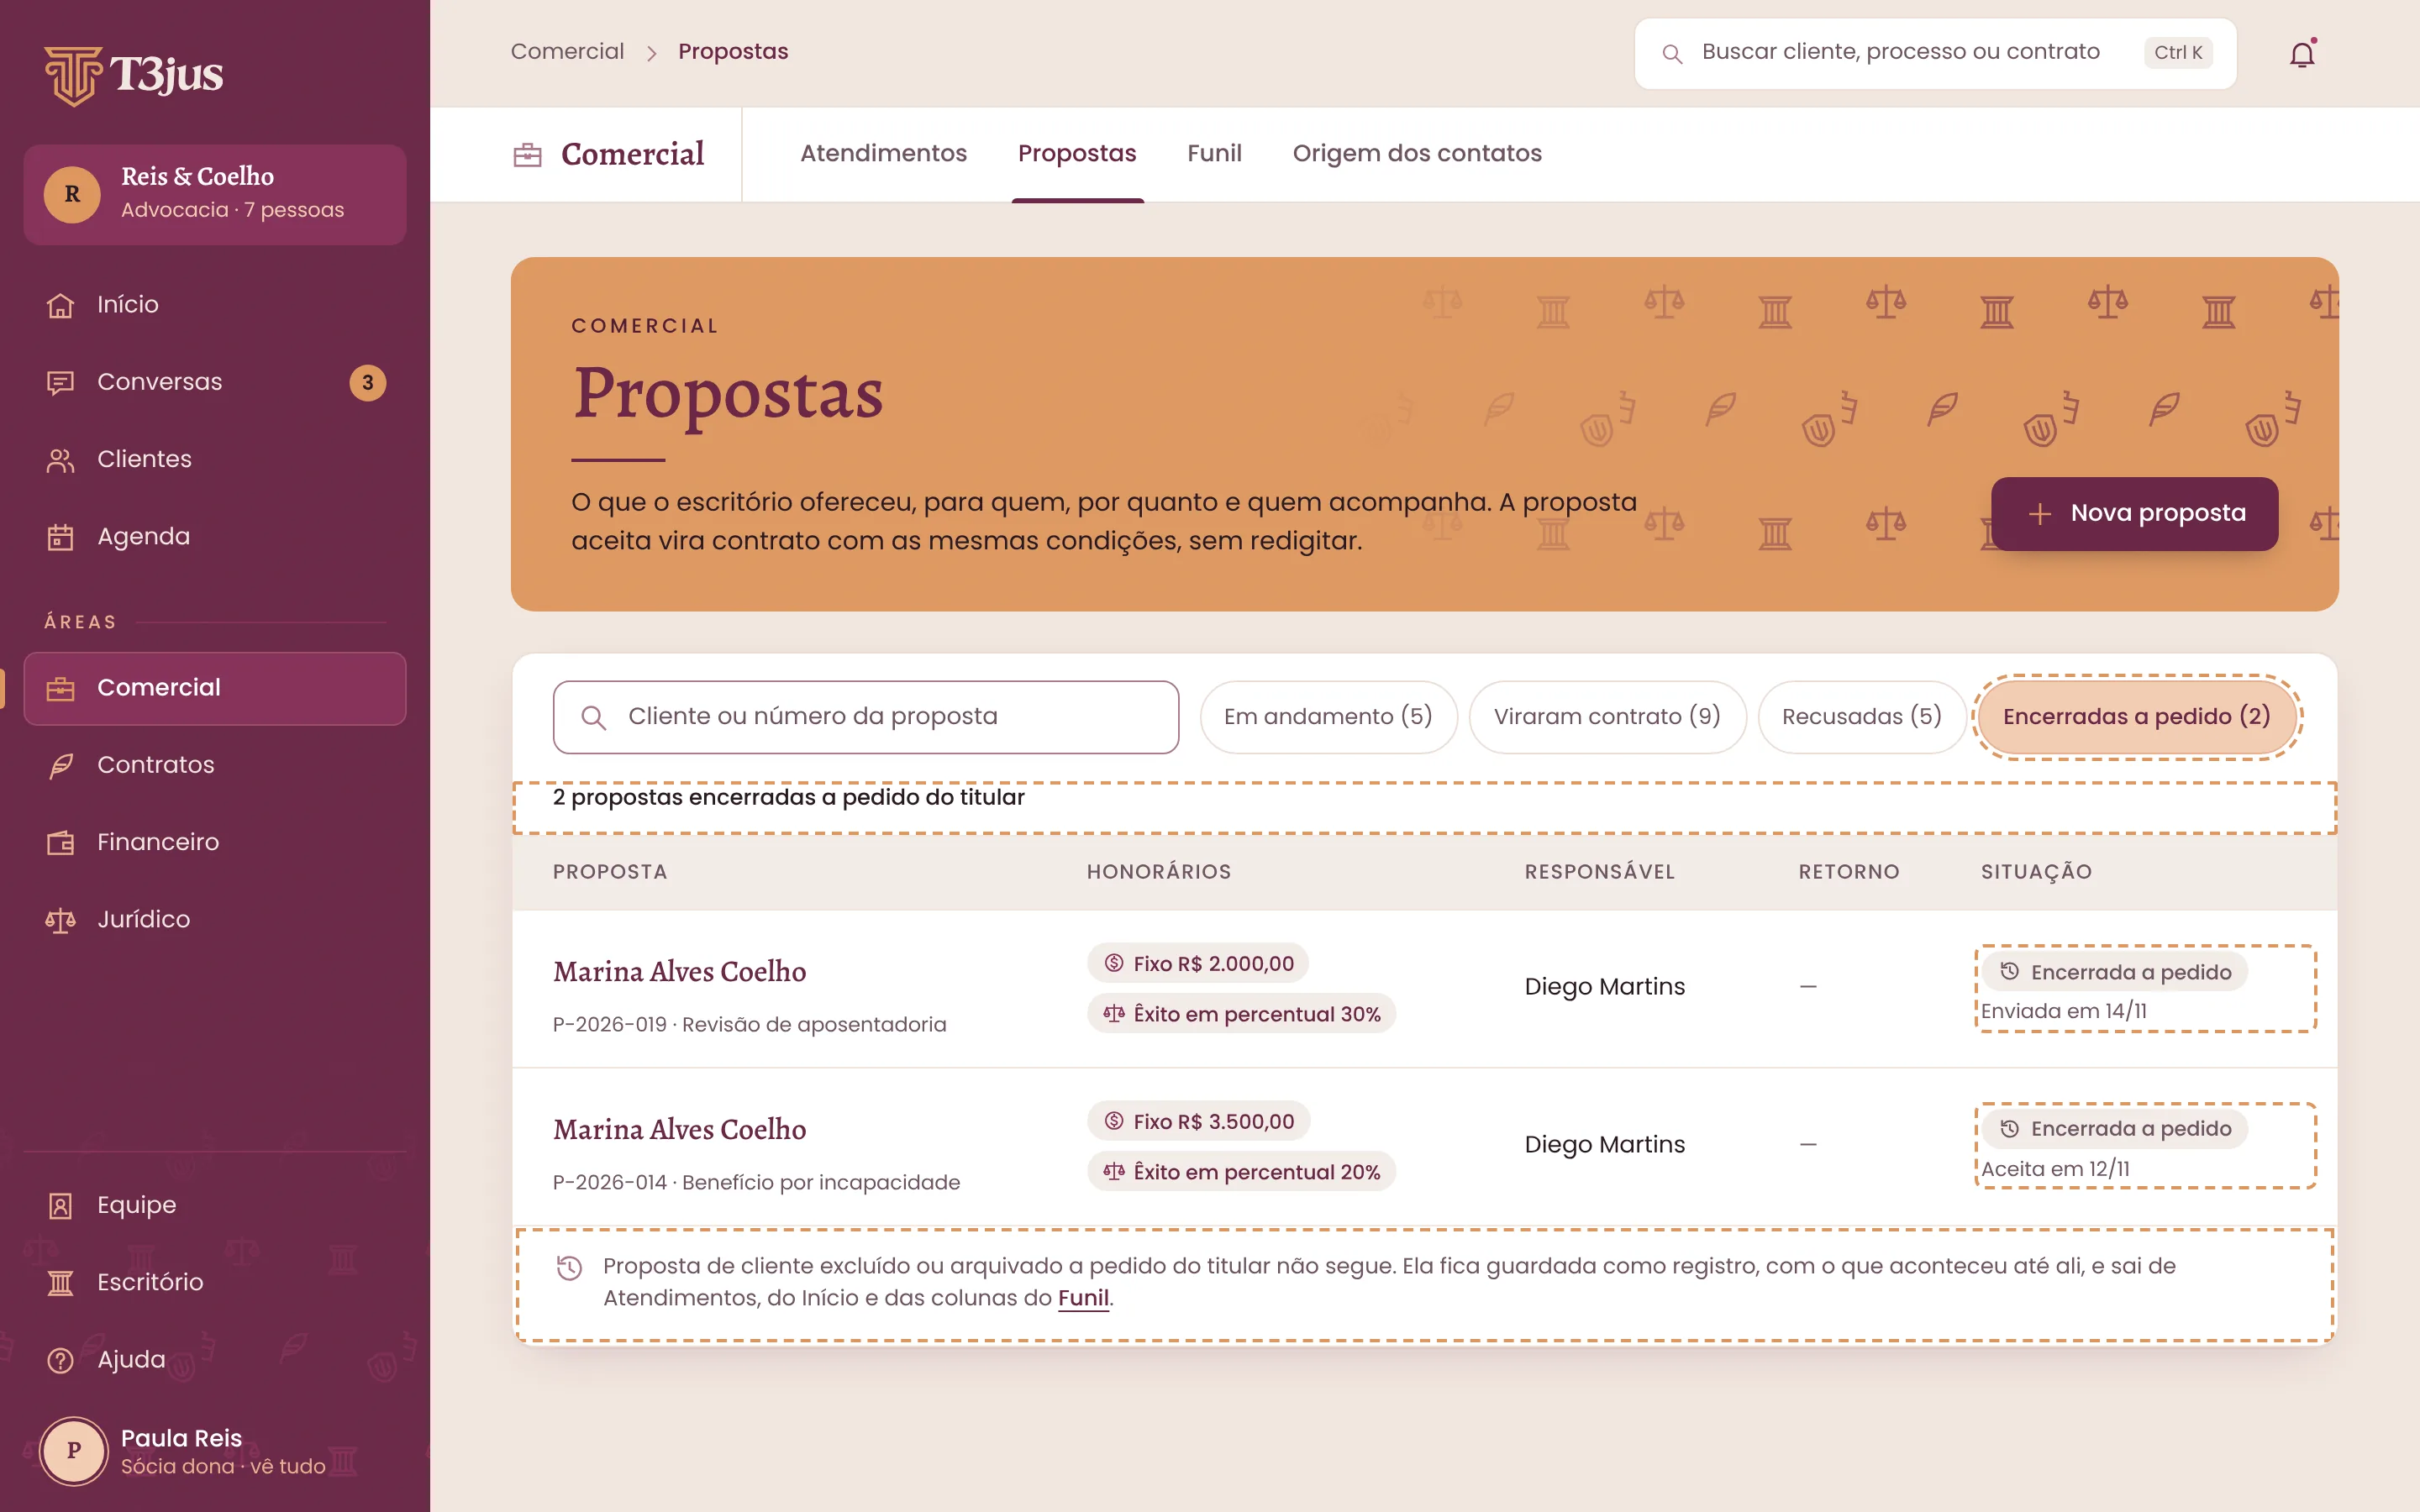 T3jus
R
Reis & Coelho
Advocacia · 7 pessoas
Início
Conversas
3
Clientes
Agenda
ÁREAS
Comercial
Contratos
Financeiro
Jurídico
Equipe
Escritório
Ajuda
P
Paula Reis
Sócia dona · vê tudo
Comercial
Propostas
Buscar cliente, processo ou contrato
Ctrl K
Comercial
Atendimentos
Propostas
Funil
Origem dos contatos
COMERCIAL
Propostas
O que o escritório ofereceu, para quem, por quanto e quem acompanha. A proposta
aceita vira contrato com as mesmas condições, sem redigitar.
Nova proposta
Cliente ou número da proposta
Em andamento (5)
Viraram contrato (9)
Recusadas (5)
Encerradas a pedido (2)
2 propostas encerradas a pedido do titular
PROPOSTA
HONORÁRIOS
RESPONSÁVEL
RETORNO
SITUAÇÃO
Marina Alves Coelho
P-2026-019 · Revisão de aposentadoria
Fixo R$ 2.000,00
Êxito em percentual 30%
Diego Martins
—
Encerrada a pedido
Enviada em 14/11
Marina Alves Coelho
P-2026-014 · Benefício por incapacidade
Fixo R$ 3.500,00
Êxito em percentual 20%
Diego Martins
—
Encerrada a pedido
Aceita em 12/11
Proposta de cliente excluído ou arquivado a pedido do titular não segue. Ela fica guardada como registro, com o que aconteceu até ali, e sai de
Atendimentos, do Início e das colunas do Funil.